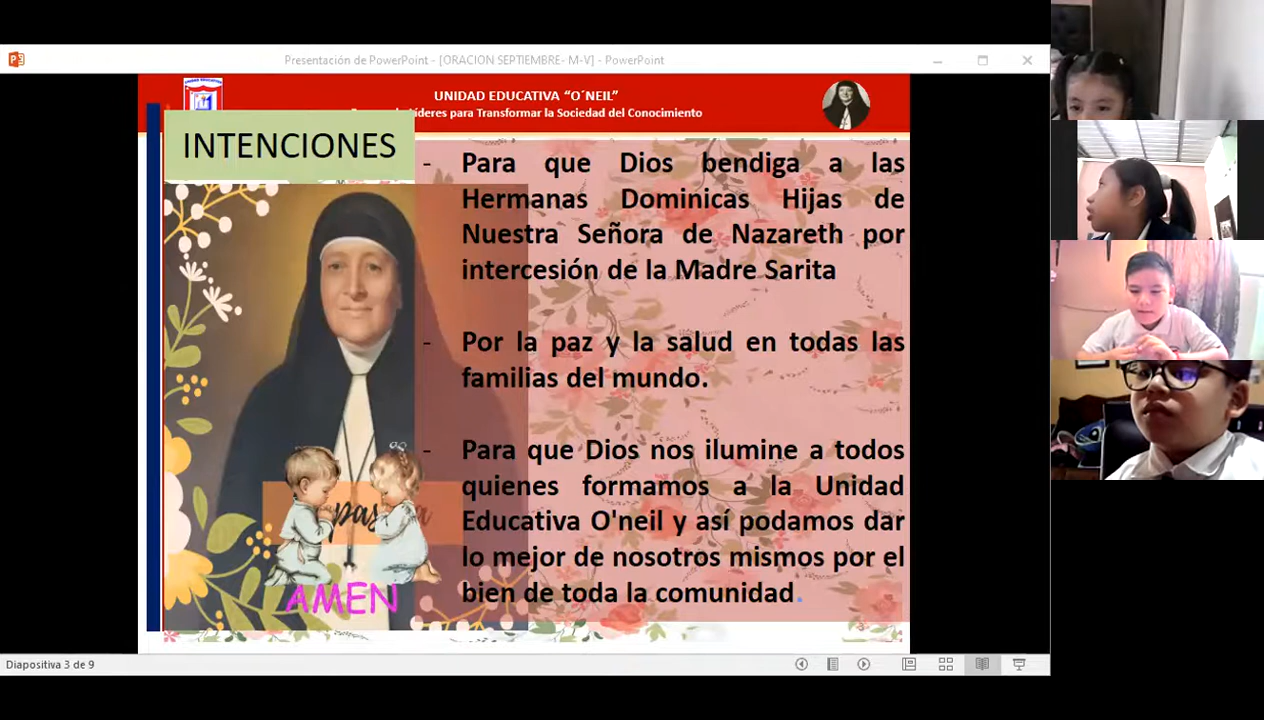 Presentación de PowerPoint - [ORACION SEPTIEMBRE- M-V] - PowerPoint
UNIDAD EDUCATIVA “O´NEIL”
íderes para Transformar la Sociedad del Conocimiento
INTENCIONES
- Para que Dios bendiga a las
Hermanas Dominicas Hijas de
Nuestra Señora de Nazareth por
intercesión de la Madre Sarita
- Por la paz y la salud en todas las
familias del mundo.
- Para que Dios nos ilumine a todos
quienes formamos a la Unidad
Educativa O'neil y así podamos dar
lo mejor de nosotros mismos por el
bien de toda la comunidad.
AMEN
3
Diapositiva 3 de 9